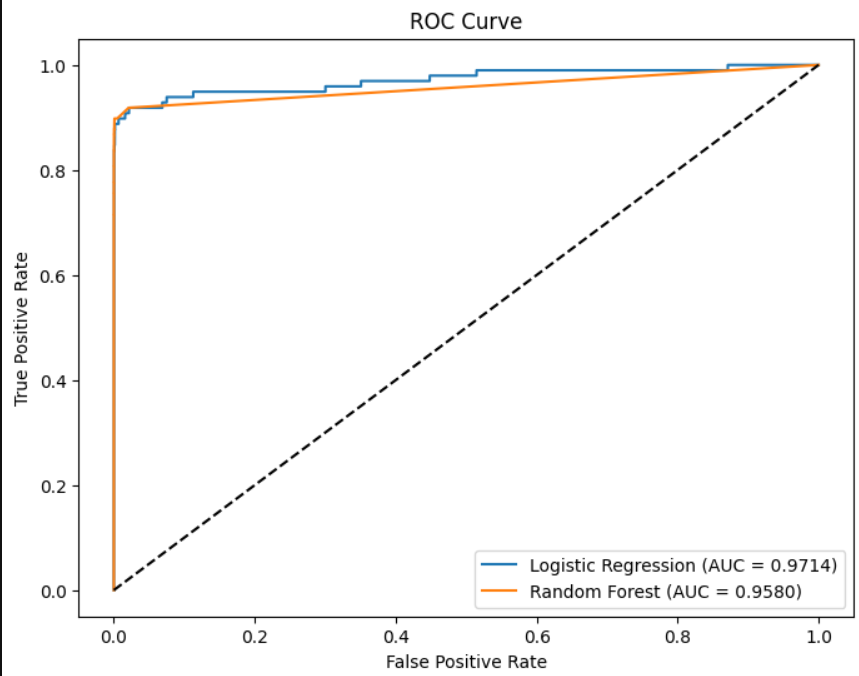 ROC Curve
True Positive Rate
1.0
0.8
0.6
0.4
0.2
0.0
Logistic Regression (AUC = 0.9714)
Random Forest (AUC = 0.9580)
0.0 0.2 0.4 0.6 0.8 1.0
False Positive Rate